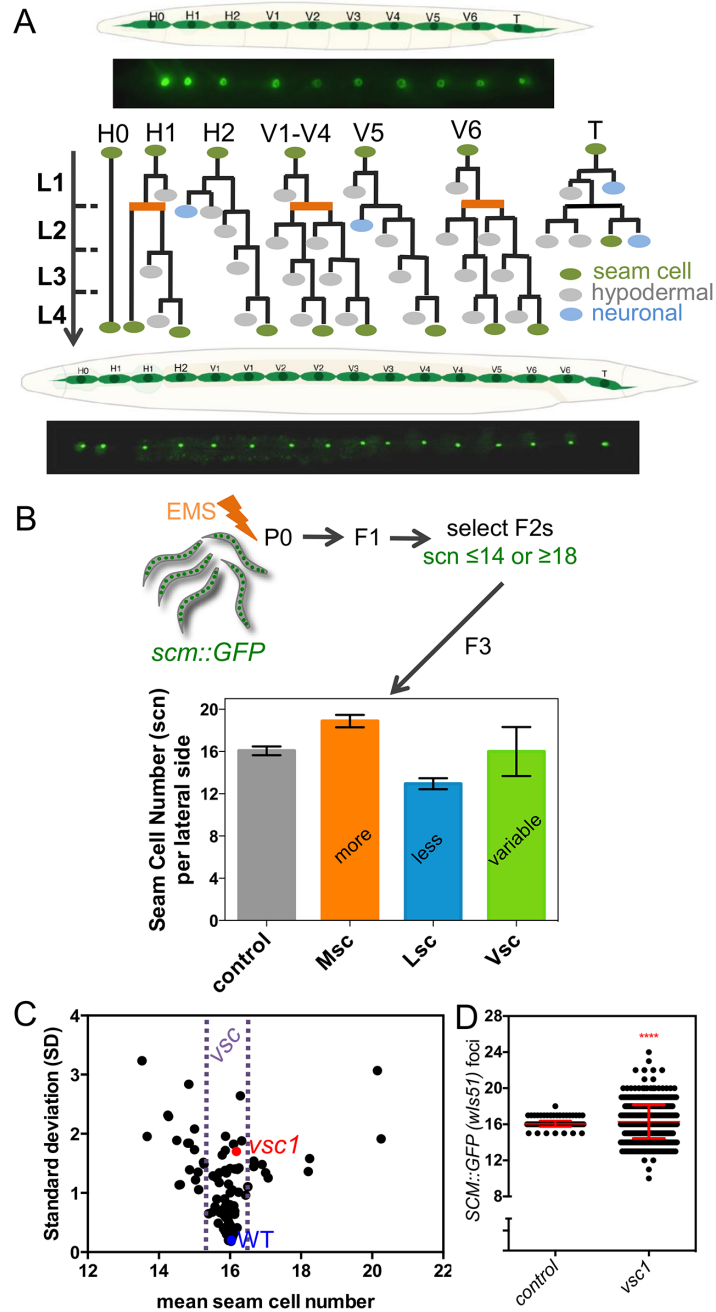 A
H0 H1 H2 V1 V2 V3 V4 V5 V6 T
H0 H1 H2 V1-V4 V5 V6 T
L1
L2
L3
L4
seam cell
hypodermal
neuronal
H0 H1 H1 H2 V1 V1 V2 V2 V3 V3 V4 V4 V5 V6 V6 T
B
EMS
P0 F1 select F2s
scn ≤14 or ≥18
scm::GFP
F3
Seam Cell Number (scn)
per lateral side
20
16
12
8
4
0
more
less
variable
control Msc Lsc Vsc
C
Standard deviation (SD)
4
3
2
1
0
vsc
vsc1
WT
12 14 16 18 20 22
mean seam cell number
D
SCM::GFP (wIs51) foci
28
24
20
16
12
8
****
control vsc1